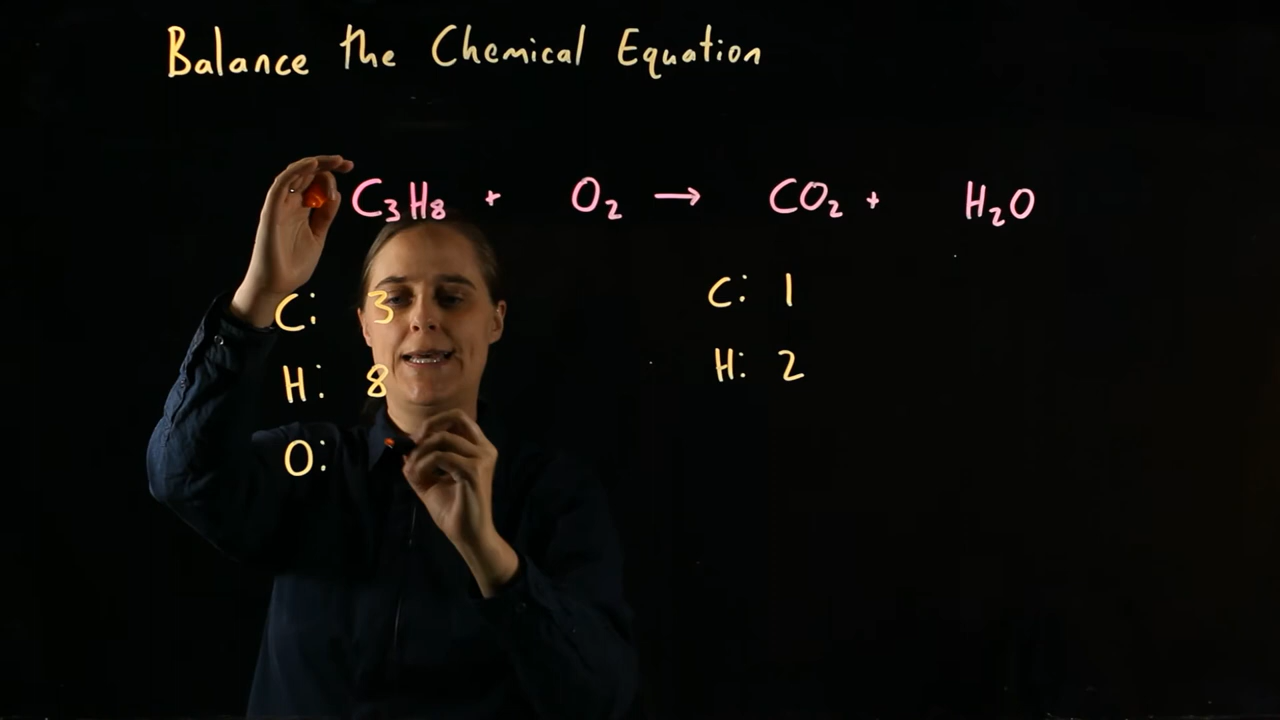 Balance the Chemical Equation
C₃H₈ + O₂ → CO₂ + H₂O
C: 3 C: 1
H: 8 H: 2
O: